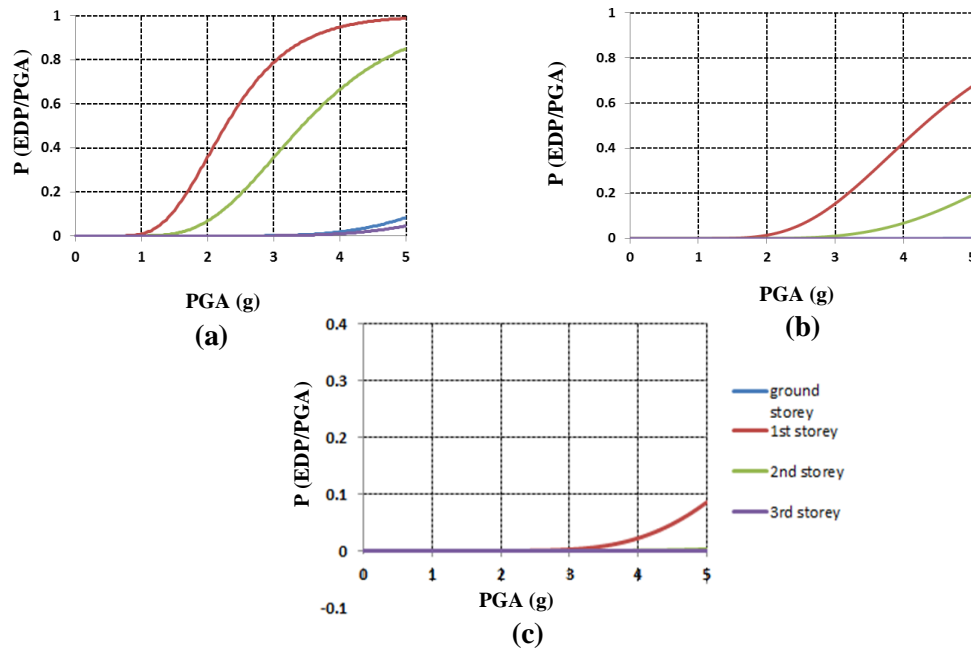 1
0.8
0.6
0.4
0.2
0
0 1 2 3 4 5
P (EDP/PGA)
PGA (g)
(a)
1
0.8
0.6
0.4
0.2
0
0 1 2 3 4 5
P (EDP/PGA)
PGA (g)
(b)
0.4
0.3
0.2
0.1
0
-0.1
0 1 2 3 4 5
P (EDP/PGA)
PGA (g)
(c)
ground
storey
1st storey
2nd storey
3rd storey